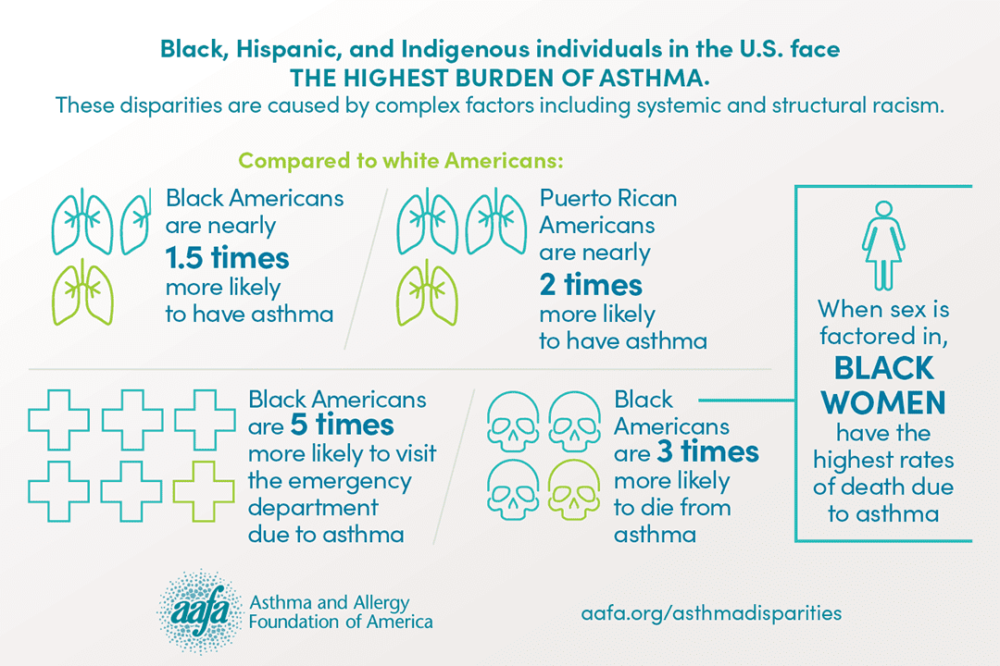 Black, Hispanic, and Indigenous individuals in the U.S. face
THE HIGHEST BURDEN OF ASTHMA.
These disparities are caused by complex factors including systemic and structural racism.
Compared to white Americans:
Black Americans
are nearly
1.5 times
more likely
to have asthma
Puerto Rican
Americans
are nearly
2 times
more likely
to have asthma
Black Americans
are 5 times
more likely to visit
the emergency
department
due to asthma
Black
Americans
are 3 times
more likely
to die from
asthma
When sex is
factored in,
BLACK
WOMEN
have the
highest rates
of death due
to asthma
aafa
Asthma and Allergy
Foundation of America
aafa.org/asthmadisparities